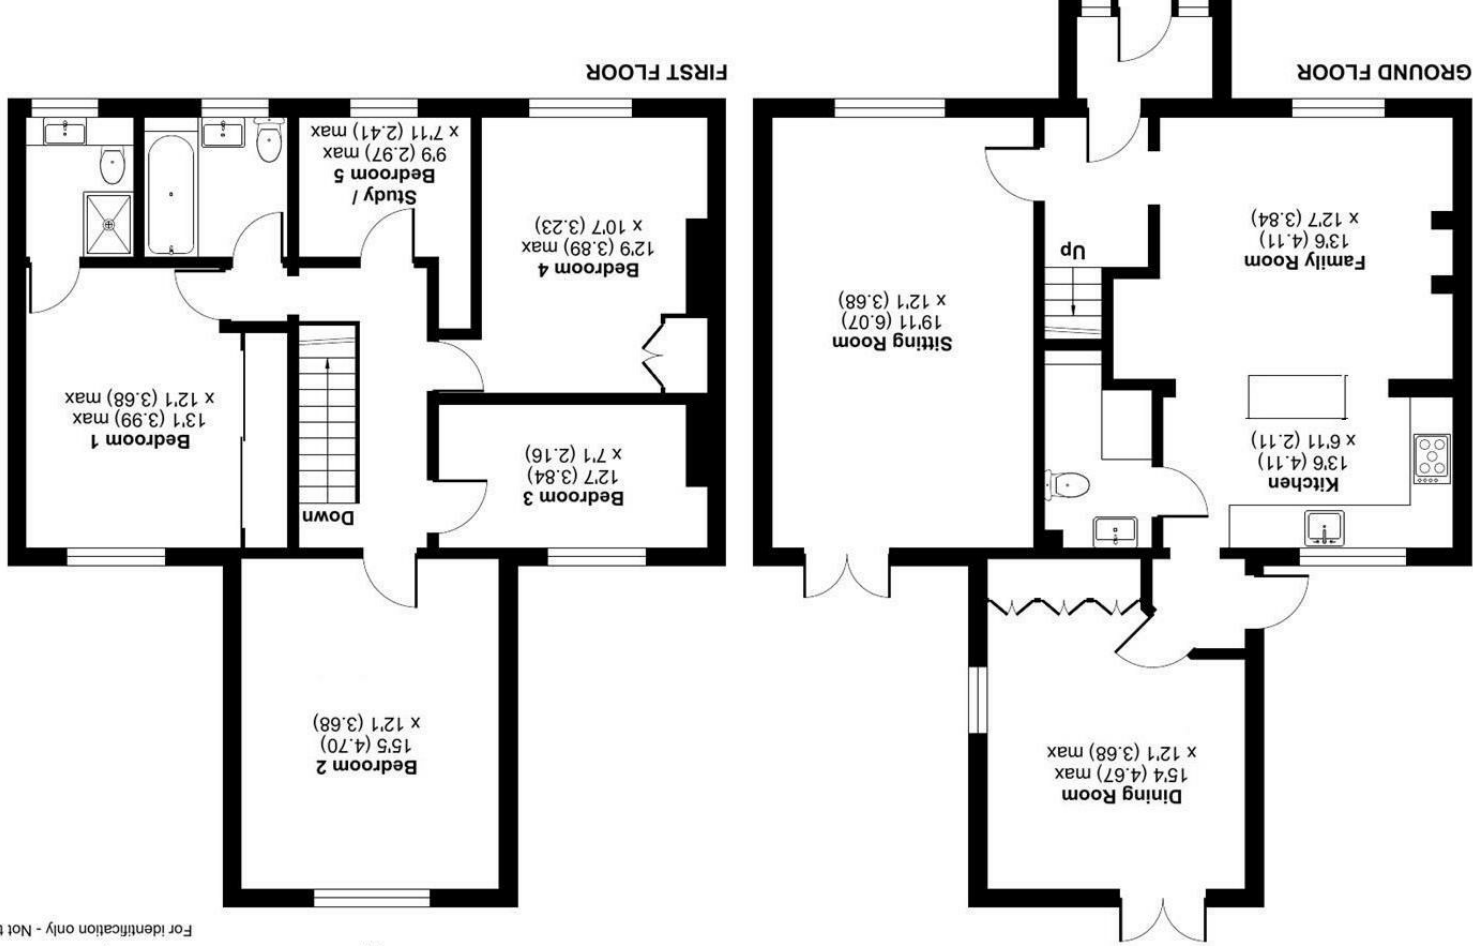 For identification only - Not t
Dining Room
15'4 (4.67) max
x 12'1 (3.68) max
Kitchen
13'6 (4.11)
x 6'11 (2.11)
Family Room
13'6 (4.11)
x 12'7 (3.84)
Up
Sitting Room
19'11 (6.07)
x 12'1 (3.68)
GROUND FLOOR
Bedroom 2
15'5 (4.70)
x 12'1 (3.68)
Bedroom 3
12'7 (3.84)
x 7'1 (2.16)
Down
Bedroom 1
13'1 (3.99) max
x 12'1 (3.68) max
Bedroom 4
12'9 (3.89) max
x 10'7 (3.23)
Study /
Bedroom 5
9'9 (2.97) max
x 7'11 (2.41) max
FIRST FLOOR